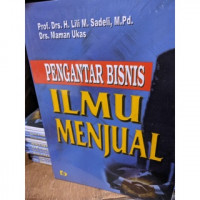 Prof. Drs. H. Lili M. Sadeli, M.Pd.
Drs. Maman Ukas
PENGANTAR BISNIS
ILMU
MENJUAL